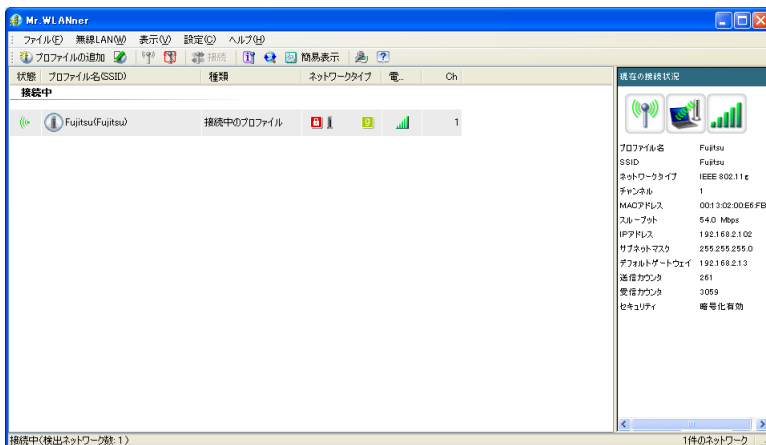 Mr.WLANner
ファイル(F) 無線LAN(W) 表示(V) 設定(C) ヘルプ(H)
プロファイルの追加 接続 簡易表示
状態 プロファイル名(SSID) 種類 ネットワークタイプ 電... Ch
接続中
Fujitsu(Fujitsu) 接続中のプロファイル g 1
現在の接続状況
プロファイル名 Fujitsu
SSID Fujitsu
ネットワークタイプ IEEE 802.11g
チャンネル 1
MACアドレス 00:13:02:00:E6:FB
スループット 54.0 Mbps
IPアドレス 192.168.2.102
サブネットマスク 255.255.255.0
デフォルトゲートウェイ 192.168.2.13
送信カウンタ 261
受信カウンタ 3059
セキュリティ 暗号化有効
接続中(検出ネットワーク数: 1) 1件のネットワーク